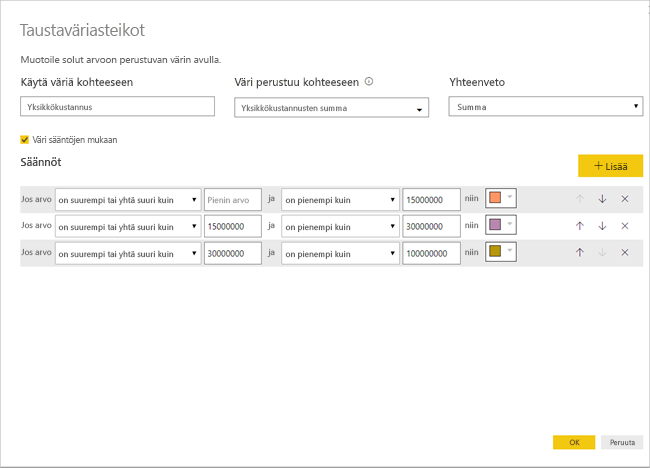 Taustaväriasteikot
Muotoile solut arvoon perustuvan värin avulla.
Käytä väriä kohteeseen Väri perustuu kohteeseen Yhteenveto
Yksikkökustannus Yksikkökustannusten summa Summa
Väri sääntöjen mukaan
Säännöt + Lisää
Jos arvo on suurempi tai yhtä suuri kuin Pienin arvo ja on pienempi kuin 15000000 niin
Jos arvo on suurempi tai yhtä suuri kuin 15000000 ja on pienempi kuin 30000000 niin
Jos arvo on suurempi tai yhtä suuri kuin 30000000 ja on pienempi kuin 100000000 niin
OK Peruuta